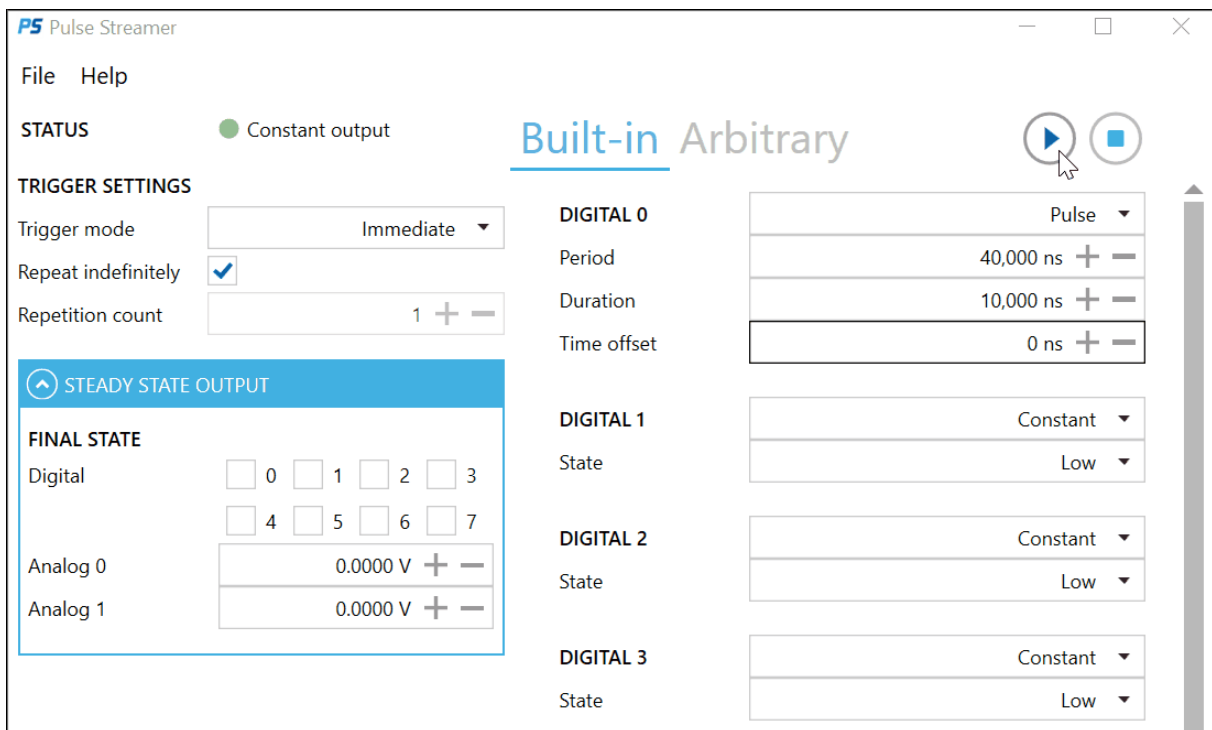 PS Pulse Streamer
File Help
STATUS Constant output
Built-in Arbitrary
TRIGGER SETTINGS
Trigger mode Immediate
Repeat indefinitely
Repetition count 1
STEADY STATE OUTPUT
FINAL STATE
Digital 0 1 2 3
4 5 6 7
Analog 0 0.0000 V
Analog 1 0.0000 V
DIGITAL 0 Pulse
Period 40,000 ns
Duration 10,000 ns
Time offset 0 ns
DIGITAL 1 Constant
State Low
DIGITAL 2 Constant
State Low
DIGITAL 3 Constant
State Low